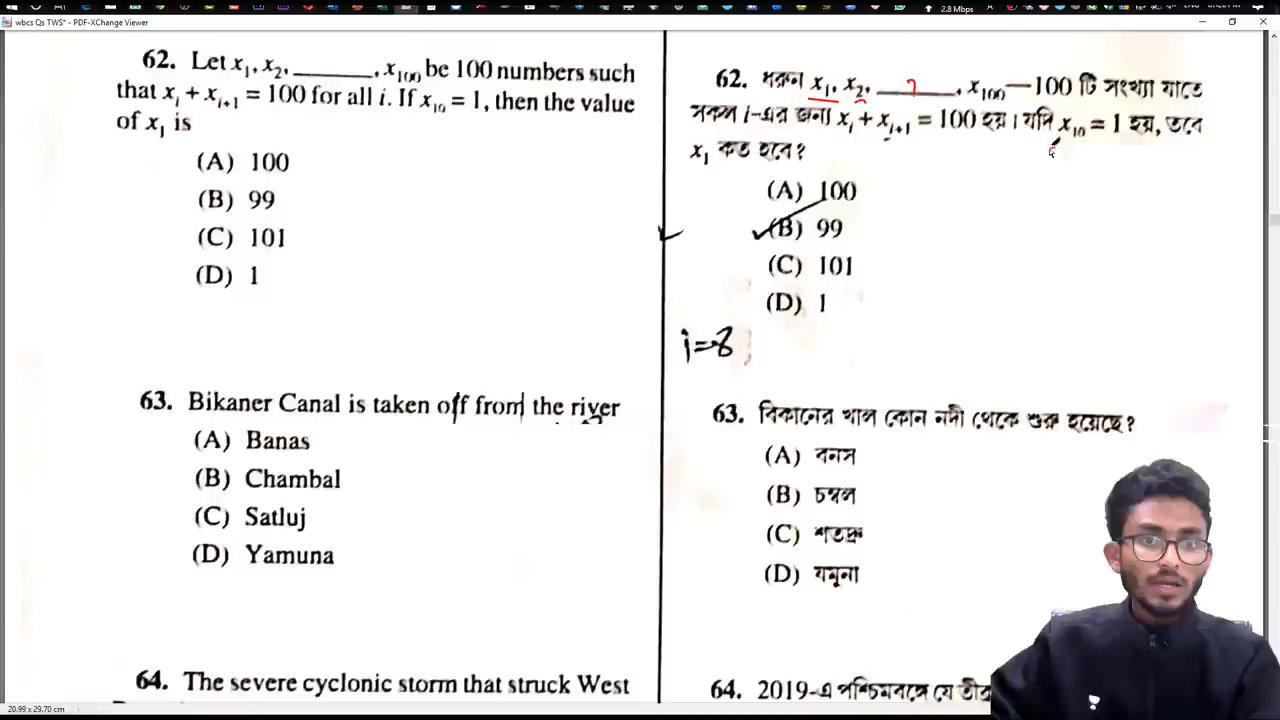 wbcs Qs TWS* - PDF-XChange Viewer
2.8 Mbps
62. Let x₁, x₂, ________, x₁₀₀ be 100 numbers such
that xᵢ + xᵢ₊₁ = 100 for all i. If x₁₀ = 1, then the value
of x₁ is
(A) 100
(B) 99
(C) 101
(D) 1
63. Bikaner Canal is taken off from the river
(A) Banas
(B) Chambal
(C) Satluj
(D) Yamuna
64. The severe cyclonic storm that struck West
62. ধরুন x₁, x₂, ________, x₁₀₀ —100 টি সংখ্যা যাতে
সকল i-এর জন্য xᵢ + xᵢ₊₁ = 100 হয়। যদি x₁₀ = 1 হয়, তবে
x₁ কত হবে?
(A) 100
(B) 99
(C) 101
(D) 1
i=8
63. বিকানের খাল কোন নদী থেকে শুরু হয়েছে?
(A) বনস
(B) চম্বল
(C) শতদ্রু
(D) যমুনা
64. 2019-এ পশ্চিমবঙ্গে যে
20.99 x 29.70 cm